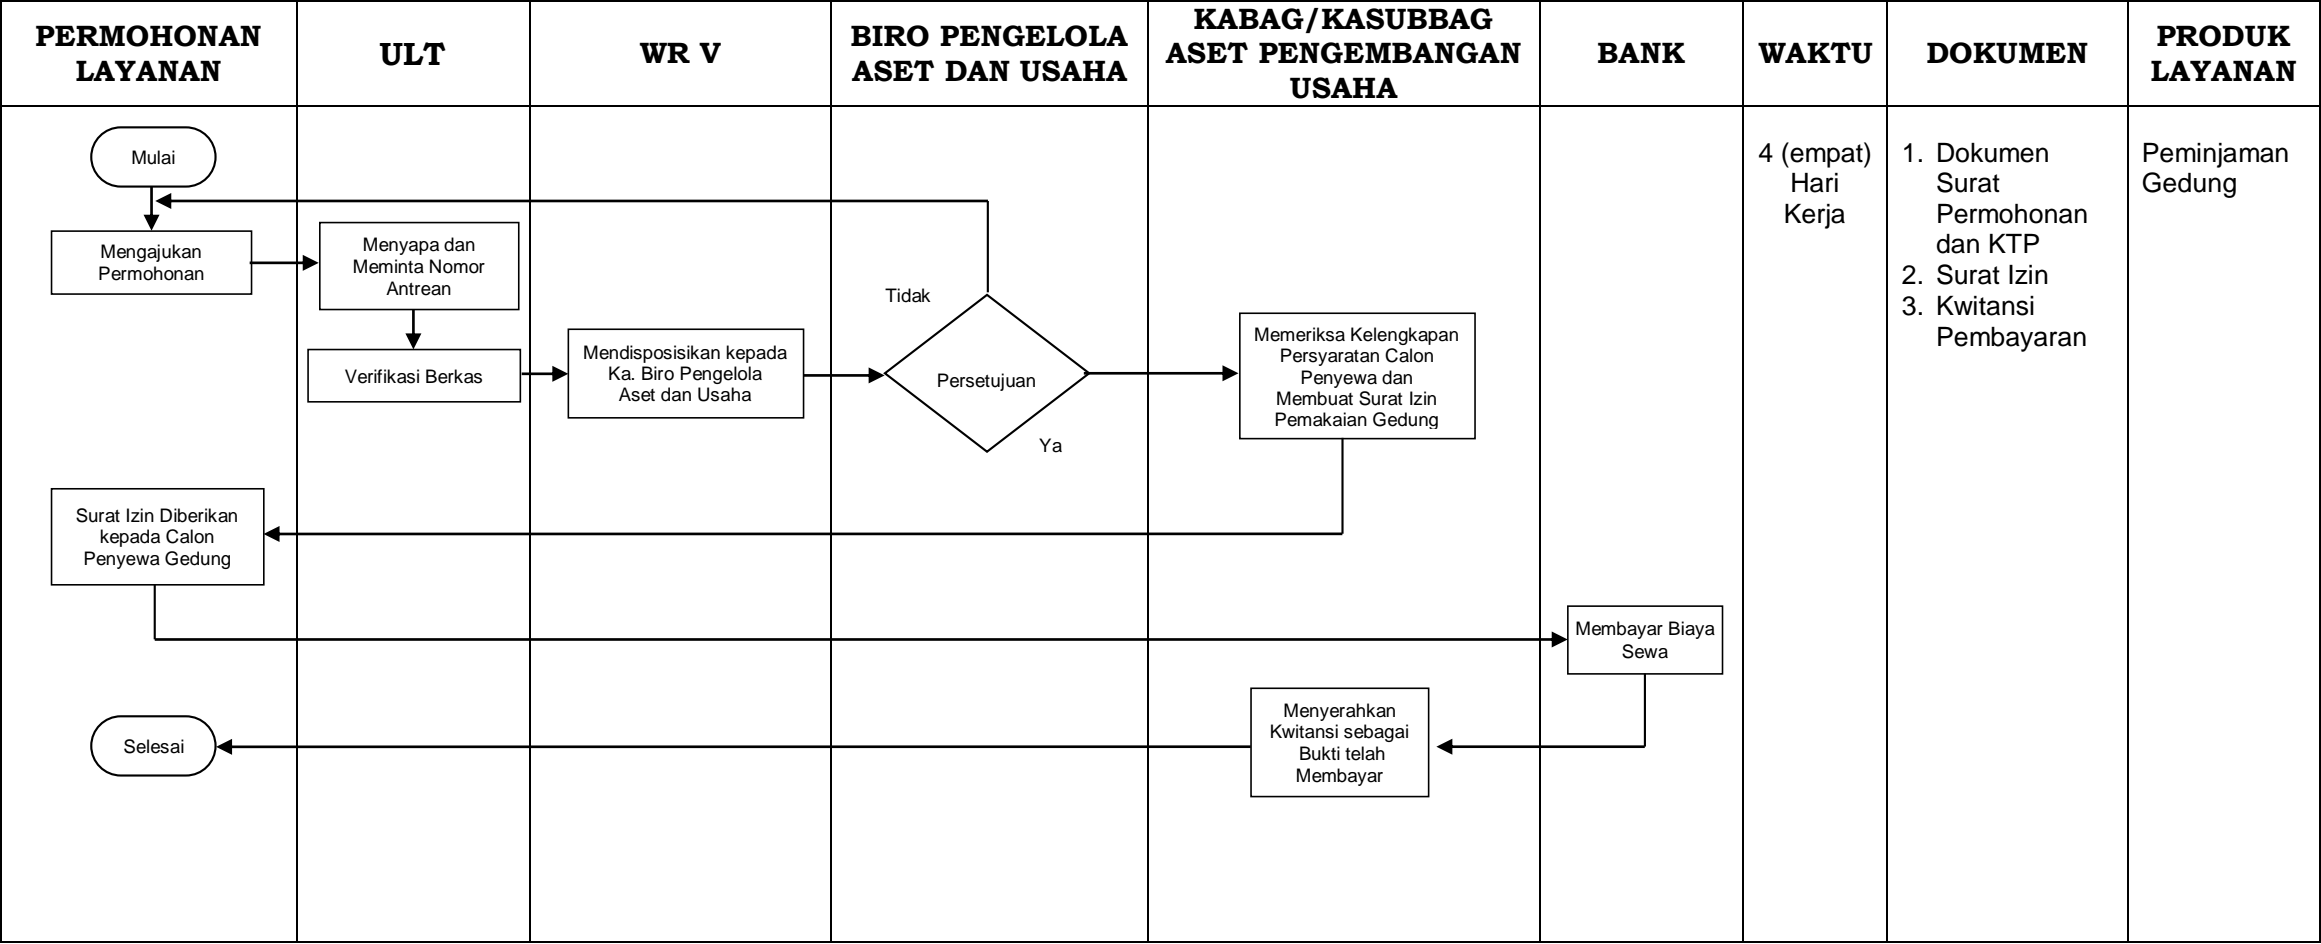 PERMOHONAN
LAYANAN
ULT
WR V
BIRO PENGELOLA
ASET DAN USAHA
KABAG/KASUBBAG
ASET PENGEMBANGAN
USAHA
BANK
WAKTU
DOKUMEN
PRODUK
LAYANAN
Mulai
Mengajukan
Permohonan
Menyapa dan
Meminta Nomor
Antrean
Verifikasi Berkas
Mendisposisikan kepada
Ka. Biro Pengelola
Aset dan Usaha
Tidak
Persetujuan
Ya
Memeriksa Kelengkapan
Persyaratan Calon
Penyewa dan
Membuat Surat Izin
Pemakaian Gedung
Surat Izin Diberikan
kepada Calon
Penyewa Gedung
Membayar Biaya
Sewa
Menyerahkan
Kwitansi sebagai
Bukti telah
Membayar
Selesai
4 (empat)
Hari
Kerja
1. Dokumen
Surat
Permohonan
dan KTP
2. Surat Izin
3. Kwitansi
Pembayaran
Peminjaman
Gedung